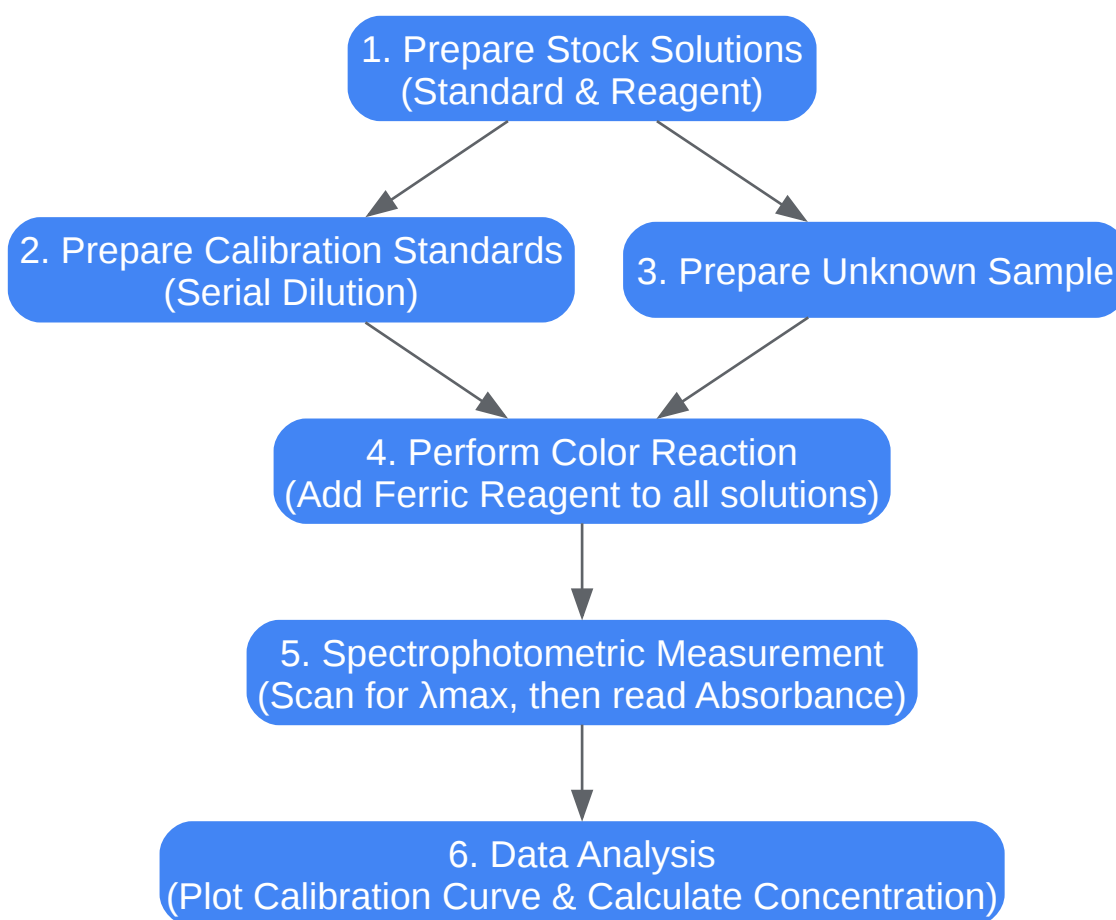 1. Prepare Stock Solutions
(Standard & Reagent)
2. Prepare Calibration Standards
(Serial Dilution)
3. Prepare Unknown Sample
4. Perform Color Reaction
(Add Ferric Reagent to all solutions)
5. Spectrophotometric Measurement
(Scan for λmax, then read Absorbance)
6. Data Analysis
(Plot Calibration Curve & Calculate Concentration)